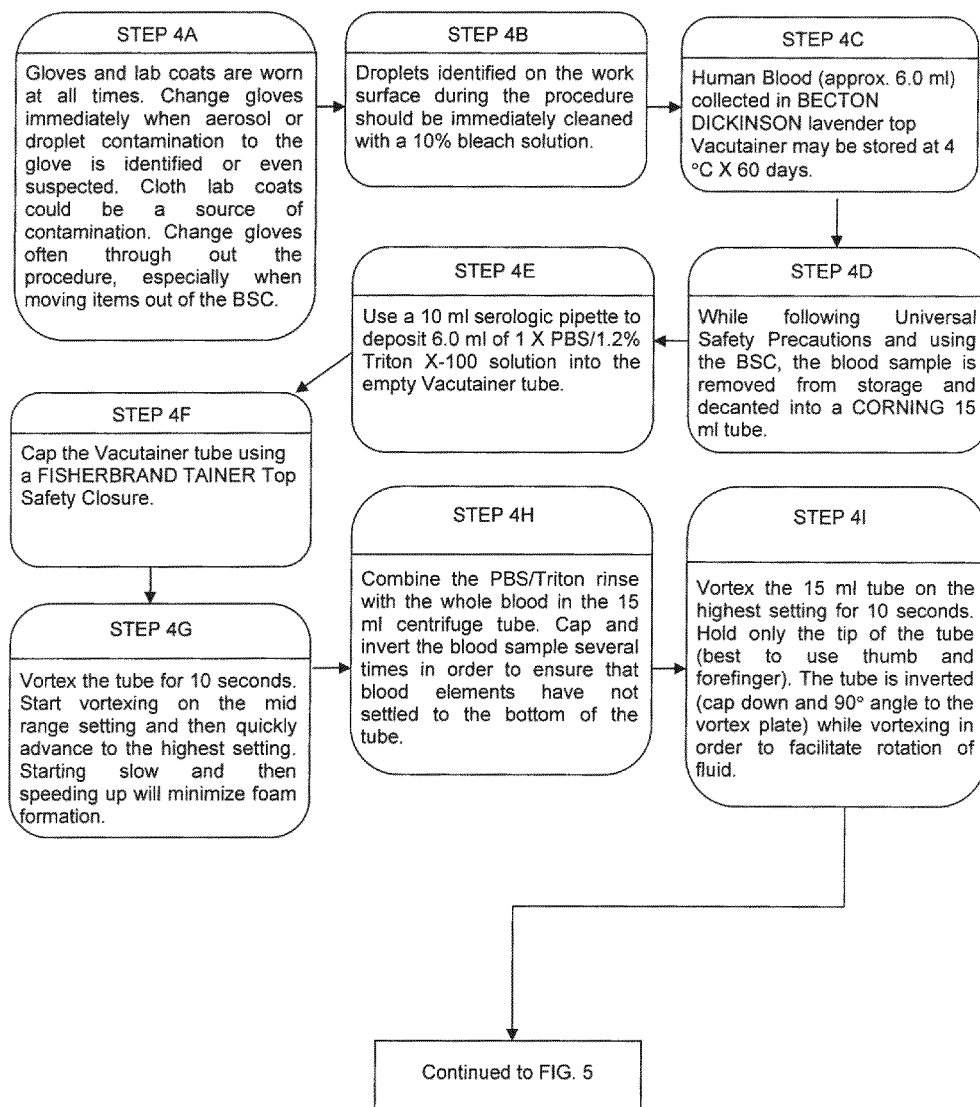 STEP 4A
Gloves and lab coats are worn
at all times. Change gloves
immediately when aerosol or
droplet contamination to the
glove is identified or even
suspected. Cloth lab coats
could be a source of
contamination. Change gloves
often through out the
procedure, especially when
moving items out of the BSC.
STEP 4B
Droplets identified on the work
surface during the procedure
should be immediately cleaned
with a 10% bleach solution.
STEP 4C
Human Blood (approx. 6.0 ml)
collected in BECTON
DICKINSON lavender top
Vacutainer may be stored at 4
°C X 60 days.
STEP 4D
While following Universal
Safety Precautions and using
the BSC, the blood sample is
removed from storage and
decanted into a CORNING 15
ml tube.
STEP 4E
Use a 10 ml serologic pipette to
deposit 6.0 ml of 1 X PBS/1.2%
Triton X-100 solution into the
empty Vacutainer tube.
STEP 4F
Cap the Vacutainer tube using
a FISHERBRAND TAINER Top
Safety Closure.
STEP 4G
Vortex the tube for 10 seconds.
Start vortexing on the mid
range setting and then quickly
advance to the highest setting.
Starting slow and then
speeding up will minimize foam
formation.
STEP 4H
Combine the PBS/Triton rinse
with the whole blood in the 15
ml centrifuge tube. Cap and
invert the blood sample several
times in order to ensure that
blood elements have not
settled to the bottom of the
tube.
STEP 4I
Vortex the 15 ml tube on the
highest setting for 10 seconds.
Hold only the tip of the tube
(best to use thumb and
forefinger). The tube is inverted
(cap down and 90° angle to the
vortex plate) while vortexing in
order to facilitate rotation of
fluid.
Continued to FIG. 5